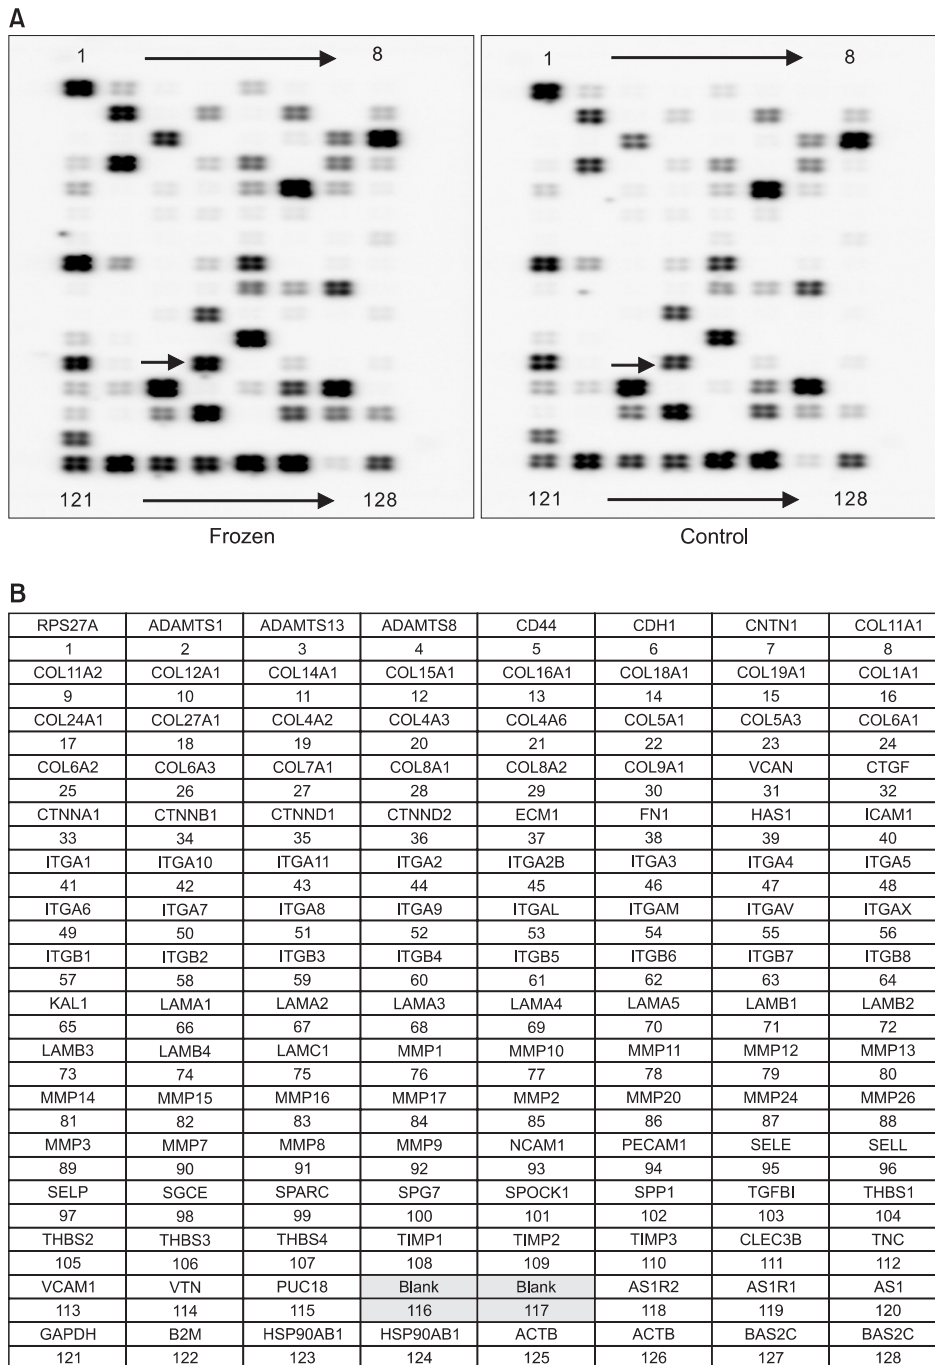 A
1 8 1 8
121 128 121 128
Frozen Control
B
RPS27A ADAMTS1 ADAMTS13 ADAMTS8 CD44 CDH1 CNTN1 COL11A1
1 2 3 4 5 6 7 8
COL11A2 COL12A1 COL14A1 COL15A1 COL16A1 COL18A1 COL19A1 COL1A1
9 10 11 12 13 14 15 16
COL24A1 COL27A1 COL4A2 COL4A3 COL4A6 COL5A1 COL5A3 COL6A1
17 18 19 20 21 22 23 24
COL6A2 COL6A3 COL7A1 COL8A1 COL8A2 COL9A1 VCAN CTGF
25 26 27 28 29 30 31 32
CTNNA1 CTNNB1 CTNND1 CTNND2 ECM1 FN1 HAS1 ICAM1
33 34 35 36 37 38 39 40
ITGA1 ITGA10 ITGA11 ITGA2 ITGA2B ITGA3 ITGA4 ITGA5
41 42 43 44 45 46 47 48
ITGA6 ITGA7 ITGA8 ITGA9 ITGAL ITGAM ITGAV ITGAX
49 50 51 52 53 54 55 56
ITGB1 ITGB2 ITGB3 ITGB4 ITGB5 ITGB6 ITGB7 ITGB8
57 58 59 60 61 62 63 64
KAL1 LAMA1 LAMA2 LAMA3 LAMA4 LAMA5 LAMB1 LAMB2
65 66 67 68 69 70 71 72
LAMB3 LAMB4 LAMC1 MMP1 MMP10 MMP11 MMP12 MMP13
73 74 75 76 77 78 79 80
MMP14 MMP15 MMP16 MMP17 MMP2 MMP20 MMP24 MMP26
81 82 83 84 85 86 87 88
MMP3 MMP7 MMP8 MMP9 NCAM1 PECAM1 SELE SELL
89 90 91 92 93 94 95 96
SELP SGCE SPARC SPG7 SPOCK1 SPP1 TGFBI THBS1
97 98 99 100 101 102 103 104
THBS2 THBS3 THBS4 TIMP1 TIMP2 TIMP3 CLEC3B TNC
105 106 107 108 109 110 111 112
VCAM1 VTN PUC18 Blank Blank AS1R2 AS1R1 AS1
113 114 115 116 117 118 119 120
GAPDH B2M HSP90AB1 HSP90AB1 ACTB ACTB BAS2C BAS2C
121 122 123 124 125 126 127 128